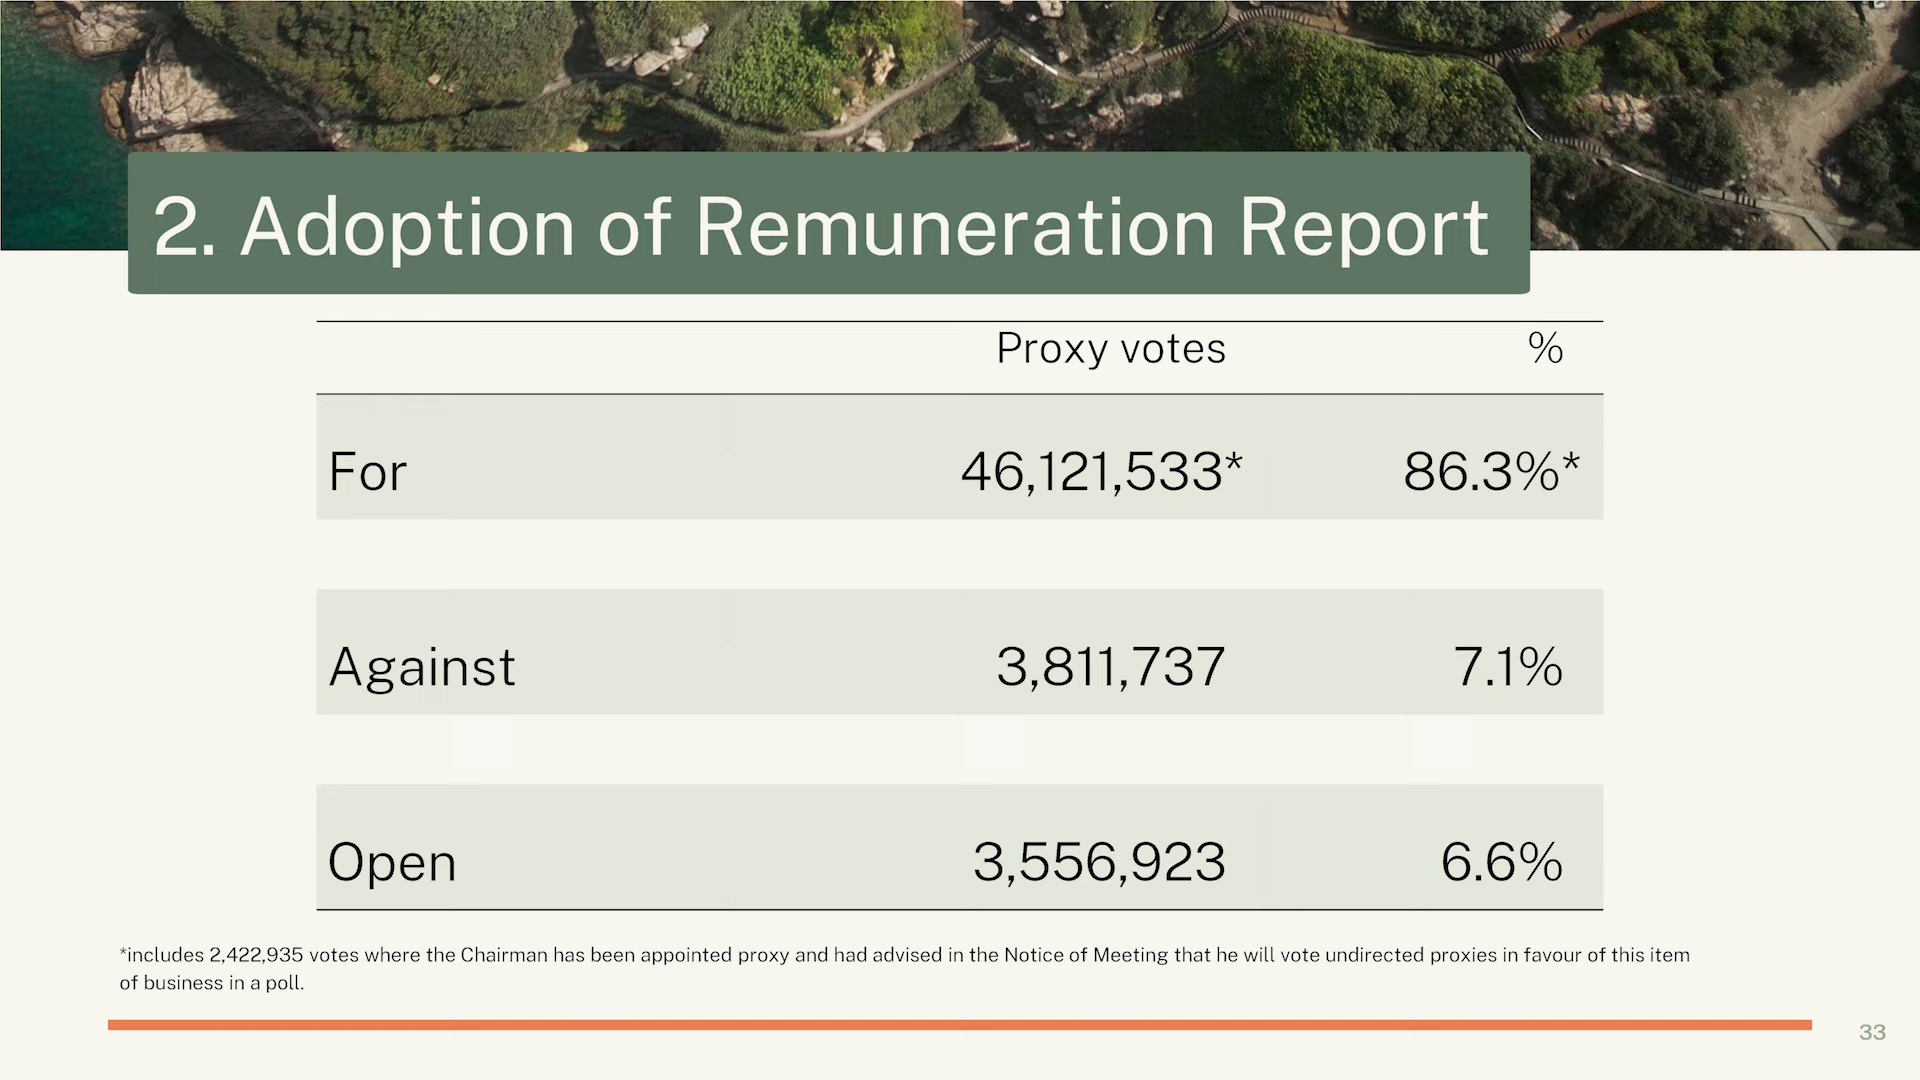 2. Adoption of Remuneration Report
Proxy votes %
For 46,121,533* 86.3%*
Against 3,811,737 7.1%
Open 3,556,923 6.6%
*includes 2,422,935 votes where the Chairman has been appointed proxy and had advised in the Notice of Meeting that he will vote undirected proxies in favour of this item
of business in a poll.
33